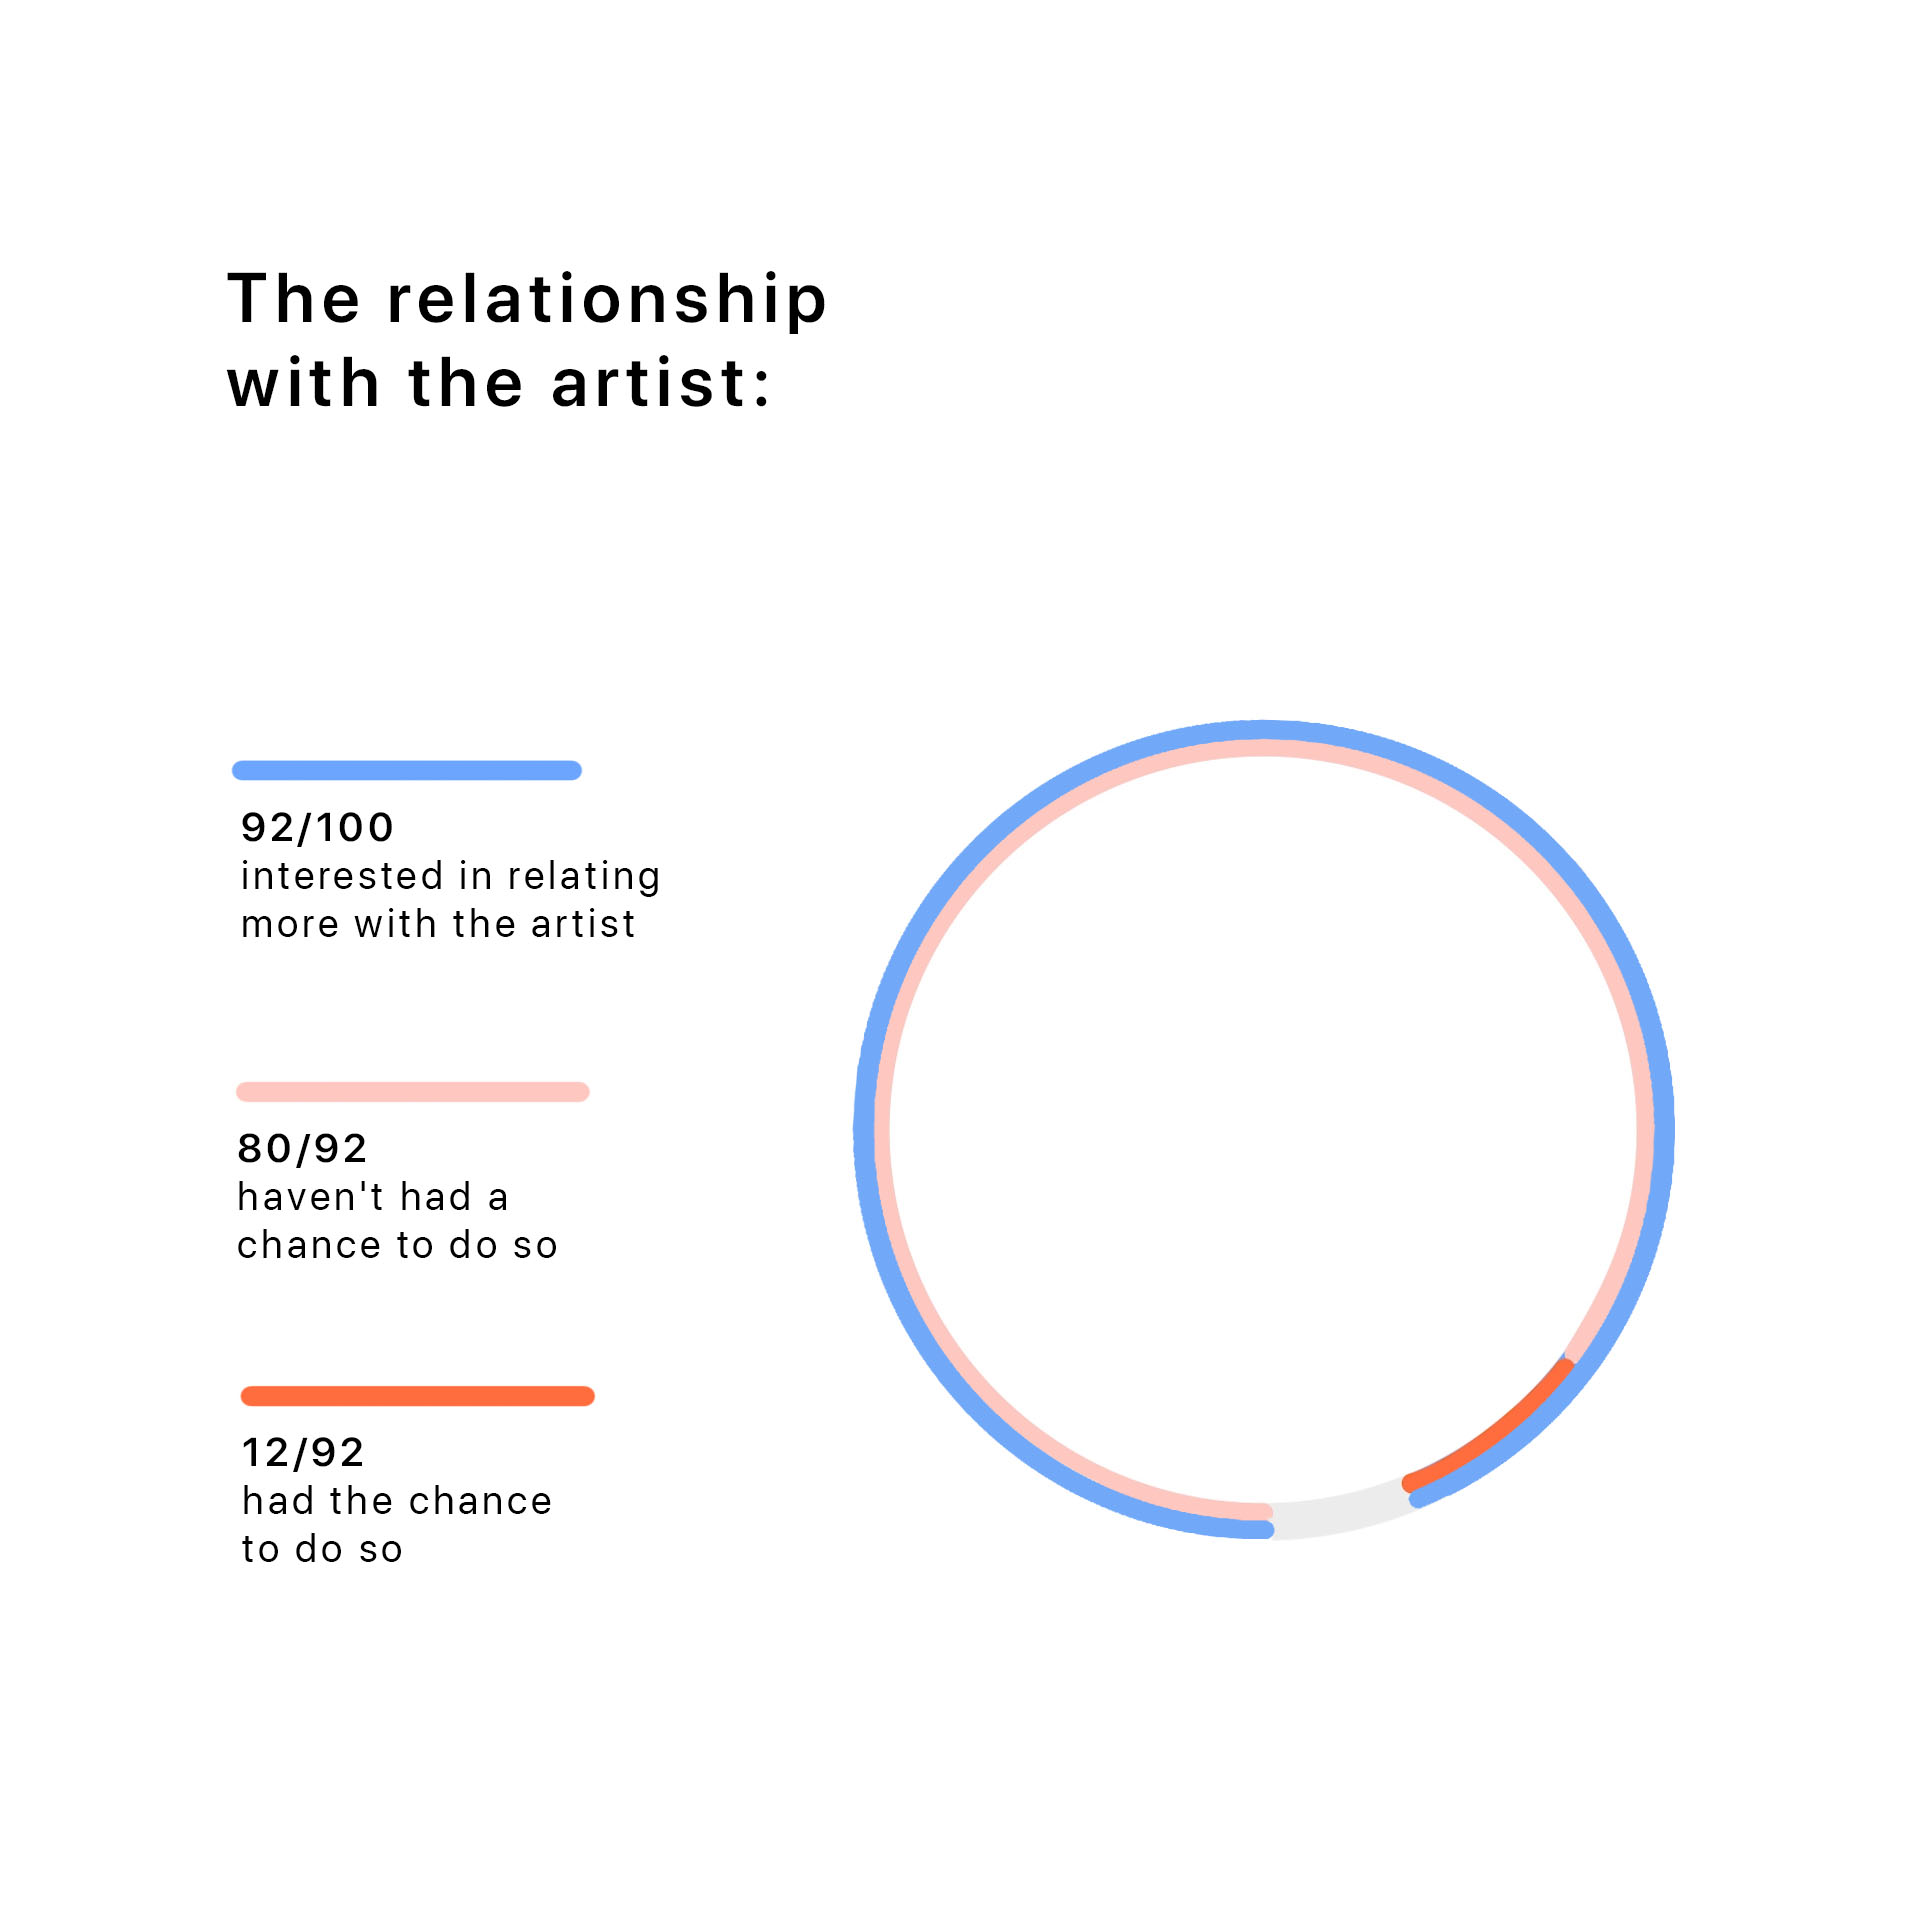 The relationship
with the artist:
92/100
interested in relating
more with the artist
80/92
haven't had a
chance to do so
12/92
had the chance
to do so